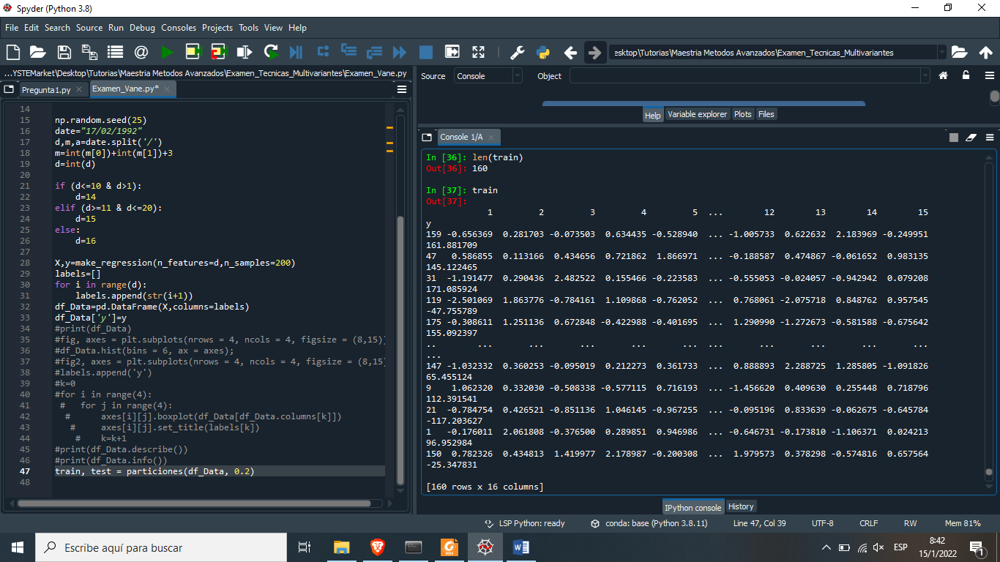 Spyder (Python 3.8)
File Edit Search Source Run Debug Consoles Projects Tools View Help
esktop\Tutorias\Maestria Metodos Avanzados\Examen_Tecnicas_Multivariantes
...YSTEMarket\Desktop\Tutorias\Maestria Metodos Avanzados\Examen_Tecnicas_Multivariantes\Examen_Vane.py
Pregunta1.py
Examen_Vane.py*
14
15 np.random.seed(25)
16 date="17/02/1992"
17 d,m,a=date.split('/')
18 m=int(m[0])+int(m[1])+3
19 d=int(d)
20
21 if (d<=10 & d>1):
22 d=14
23 elif (d>=11 & d<=20):
24 d=15
25 else:
26 d=16
27
28 X,y=make_regression(n_features=d,n_samples=200)
29 labels=[]
30 for i in range(d):
31 labels.append(str(i+1))
32 df_Data=pd.DataFrame(X,columns=labels)
33 df_Data['y']=y
34 #print(df_Data)
35 #fig, axes = plt.subplots(nrows = 4, ncols = 4, figsize = (8,15))
36 #df_Data.hist(bins = 6, ax = axes);
37 #fig2, axes = plt.subplots(nrows = 4, ncols = 4, figsize = (8,15
38 #labels.append('y')
39 #k=0
40 #for i in range(4):
41 # for j in range(4):
42 # axes[i][j].boxplot(df_Data[df_Data.columns[k]])
43 # axes[i][j].set_title(labels[k])
44 # k=k+1
45 #print(df_Data.describe())
46 #print(df_Data.info())
47 train, test = particiones(df_Data, 0.2)
48
Source Console Object
Help Variable explorer Plots Files
Console 1/A
In [36]: len(train)
Out[36]: 160
In [37]: train
Out[37]:
1 2 3 4 5 ... 12 13 14 15
y
159 -0.656369 0.281703 -0.073503 0.634435 -0.528940 ... -1.005733 0.622632 2.183969 -0.249951
161.881709
47 0.586855 0.113166 0.434656 0.721862 1.866971 ... -0.188587 0.474867 -0.061652 0.983135
145.122465
31 -1.191477 0.290436 2.482522 0.155466 -0.223583 ... -0.555053 -0.024057 -0.942942 0.079208
171.085924
119 -2.501069 1.863776 -0.784161 1.109868 -0.762052 ... 0.768061 -2.075718 0.848762 0.957545
-47.755789
175 -0.308611 1.251136 0.672848 -0.422988 -0.401695 ... 1.290990 -1.272673 -0.581588 -0.675642
155.092397
.. ... ... ... ... ... ... ... ... ... ...
...
147 -1.032332 0.360253 -0.095019 0.212273 0.361733 ... 0.888893 2.288725 1.285805 -1.091826
65.455124
9 1.062320 0.332030 -0.508338 -0.577115 0.716193 ... -1.456620 0.409630 0.255448 0.718796
112.391541
21 -0.784754 0.426521 -0.851136 1.046145 -0.967255 ... -0.095196 0.833639 -0.062675 -0.645784
-117.203627
1 -0.176011 2.061808 -0.376500 0.289851 0.946986 ... -0.646731 -0.173810 -1.106371 0.024213
96.952984
150 0.782326 0.434813 1.419977 2.178987 -0.200308 ... 1.979573 0.378298 -0.574816 0.657564
-25.347831
[160 rows x 16 columns]
IPython console History
LSP Python: ready conda: base (Python 3.8.11) Line 47, Col 39 UTF-8 CRLF RW Mem 81%
Escribe aquí para buscar
ESP
8:42
15/1/2022
1